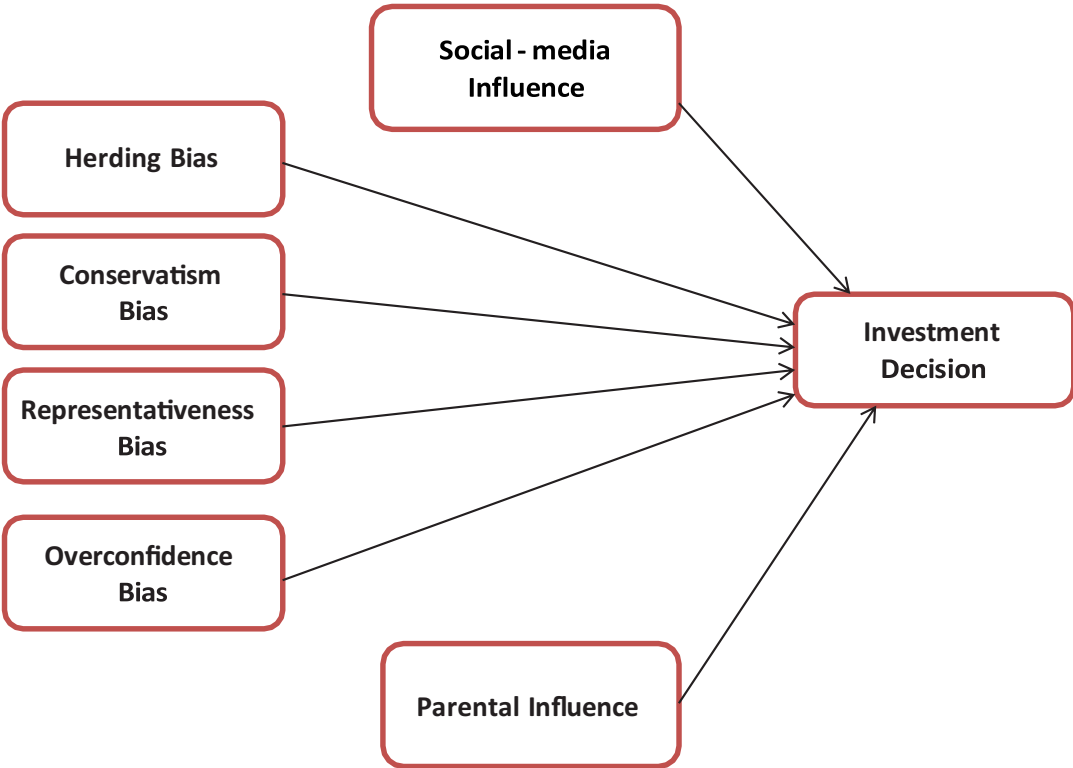 Social - media
Influence
Herding Bias
Conservatism
Bias
Representativeness
Bias
Overconfidence
Bias
Investment
Decision
Parental Influence